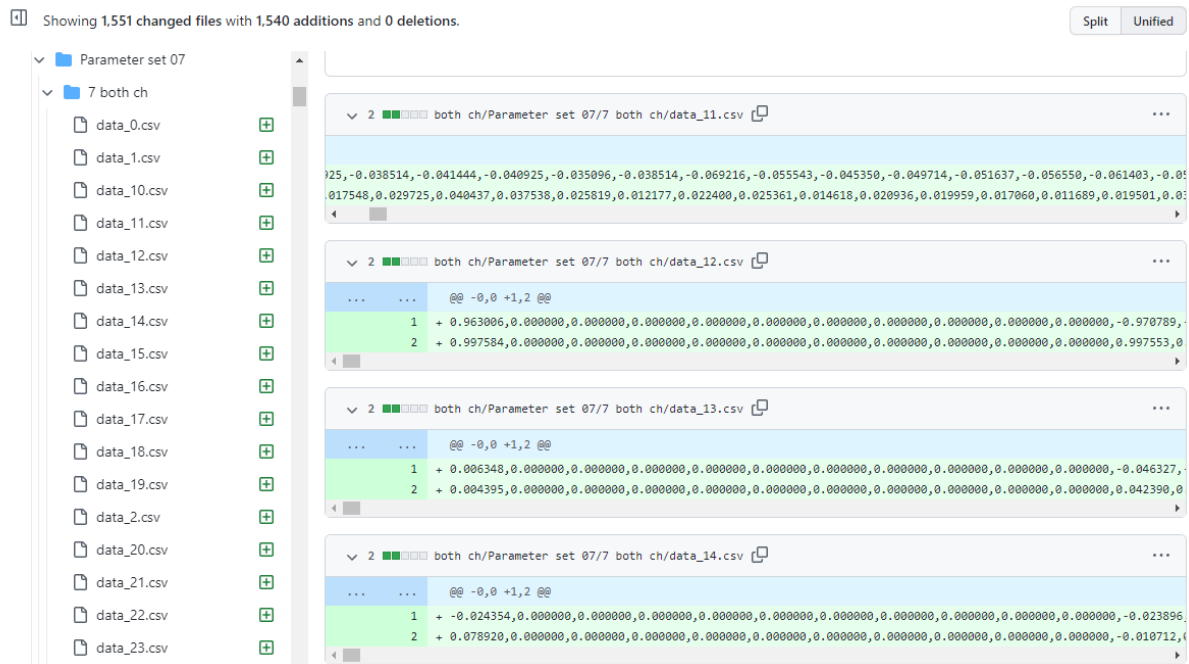 Showing 1,551 changed files with 1,540 additions and 0 deletions.
Split Unified
Parameter set 07
7 both ch
data_0.csv
data_1.csv
data_10.csv
data_11.csv
data_12.csv
data_13.csv
data_14.csv
data_15.csv
data_16.csv
data_17.csv
data_18.csv
data_19.csv
data_2.csv
data_20.csv
data_21.csv
data_22.csv
data_23.csv
2 both ch/Parameter set 07/7 both ch/data_11.csv
925,-0.038514,-0.041444,-0.040925,-0.035096,-0.038514,-0.069216,-0.055543,-0.045350,-0.049714,-0.051637,-0.056550,-0.061403,-0.05
.017548,0.029725,0.040437,0.037538,0.025819,0.012177,0.022400,0.025361,0.014618,0.020936,0.019959,0.017060,0.011689,0.019501,0.03
2 both ch/Parameter set 07/7 both ch/data_12.csv
... ... @@ -0,0 +1,2 @@
1 + 0.963006,0.000000,0.000000,0.000000,0.000000,0.000000,0.000000,0.000000,0.000000,0.000000,-0.970789,-
2 + 0.997584,0.000000,0.000000,0.000000,0.000000,0.000000,0.000000,0.000000,0.000000,0.000000,0.997553,0.
2 both ch/Parameter set 07/7 both ch/data_13.csv
... ... @@ -0,0 +1,2 @@
1 + 0.006348,0.000000,0.000000,0.000000,0.000000,0.000000,0.000000,0.000000,0.000000,0.000000,-0.046327,-
2 + 0.004395,0.000000,0.000000,0.000000,0.000000,0.000000,0.000000,0.000000,0.000000,0.000000,0.042390,0
2 both ch/Parameter set 07/7 both ch/data_14.csv
... ... @@ -0,0 +1,2 @@
1 + -0.024354,0.000000,0.000000,0.000000,0.000000,0.000000,0.000000,0.000000,0.000000,0.000000,-0.023896,
2 + 0.078920,0.000000,0.000000,0.000000,0.000000,0.000000,0.000000,0.000000,0.000000,0.000000,-0.010712,